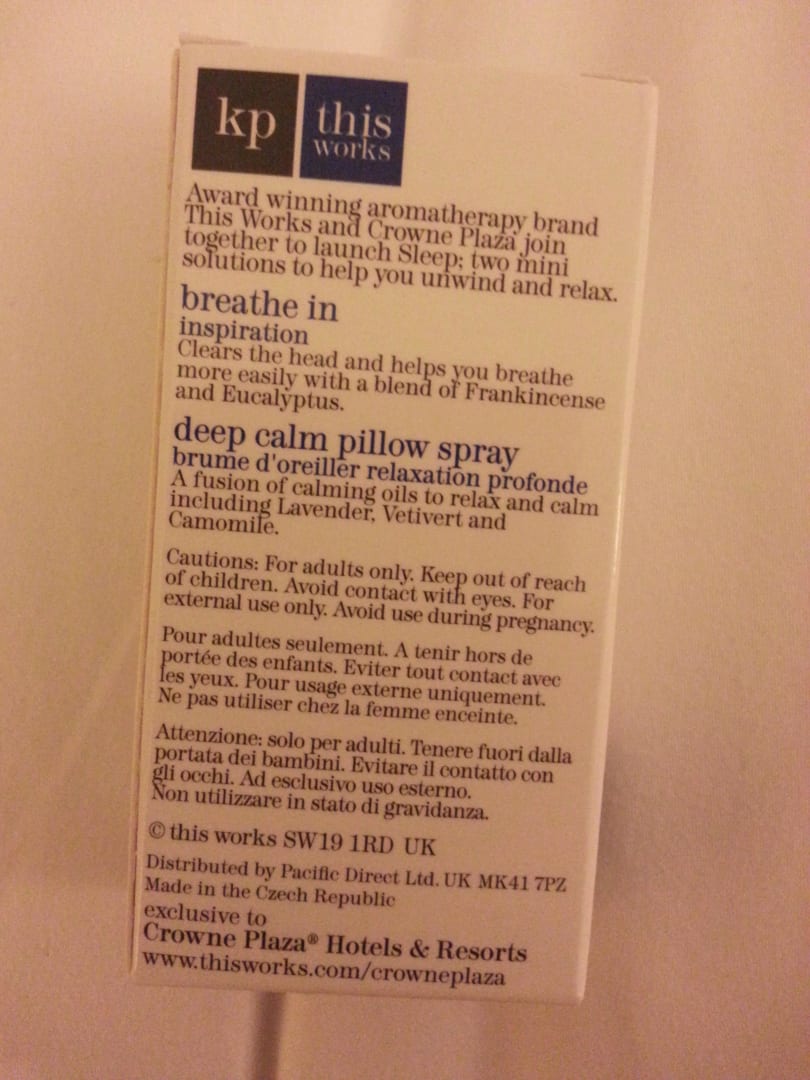 kp
this
works
Award winning aromatherapy brand
This Works and Crowne Plaza join
together to launch Sleep; two mini
solutions to help you unwind and relax.
breathe in
inspiration
Clears the head and helps you breathe
more easily with a blend of Frankincense
and Eucalyptus.
deep calm pillow spray
brume d'oreiller relaxation profonde
A fusion of calming oils to relax and calm
including Lavender, Vetivert and
Camomile.
Cautions: For adults only. Keep out of reach
of children. Avoid contact with eyes. For
external use only. Avoid use during pregnancy.
Pour adultes seulement. A tenir hors de
portée des enfants. Eviter tout contact avec
les yeux. Pour usage externe uniquement.
Ne pas utiliser chez la femme enceinte.
Attenzione: solo per adulti. Tenere fuori dalla
portata dei bambini. Evitare il contatto con
gli occhi. Ad esclusivo uso esterno.
Non utilizzare in stato di gravidanza.
© this works SW19 1RD UK
Distributed by Pacific Direct Ltd. UK MK41 7PZ
Made in the Czech Republic
exclusive to
Crowne Plaza® Hotels & Resorts
www.thisworks.com/crowneplaza